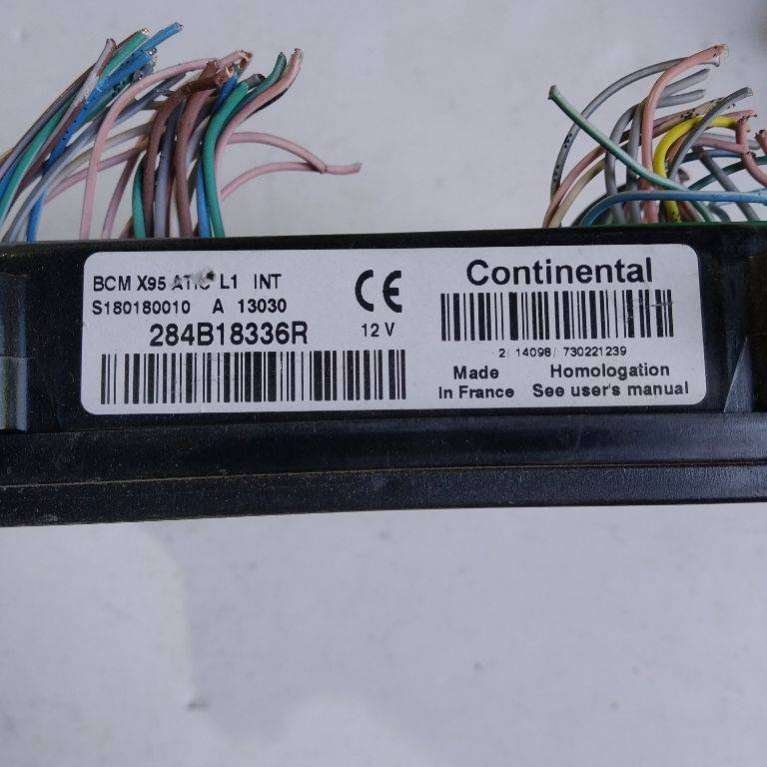 BCM X95 L1 INT
S180180010 A 13030
284B18336R
CE
12 V
Continental
2/ 14098/ 730221239
Made
In France
Homologation
See user's manual